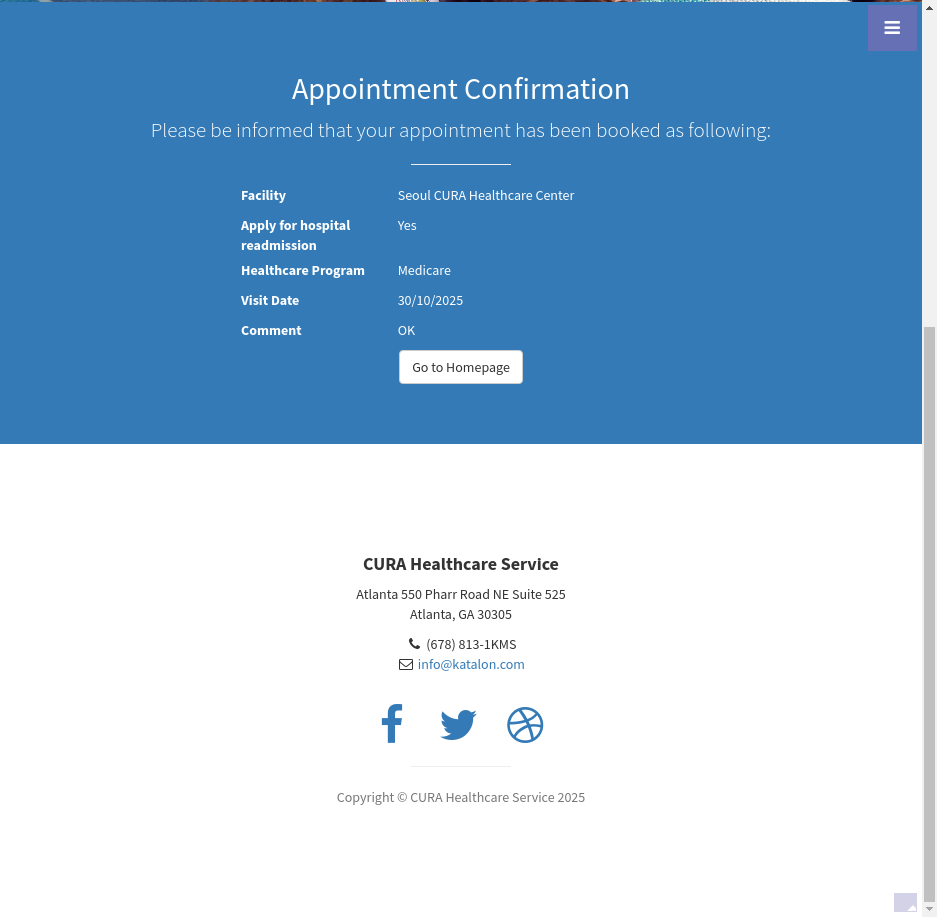 Appointment Confirmation
Please be informed that your appointment has been booked as following:
Facility Seoul CURA Healthcare Center
Apply for hospital readmission Yes
Healthcare Program Medicare
Visit Date 30/10/2025
Comment OK
Go to Homepage
CURA Healthcare Service
Atlanta 550 Pharr Road NE Suite 525
Atlanta, GA 30305
(678) 813-1KMS
info@katalon.com
Copyright © CURA Healthcare Service 2025